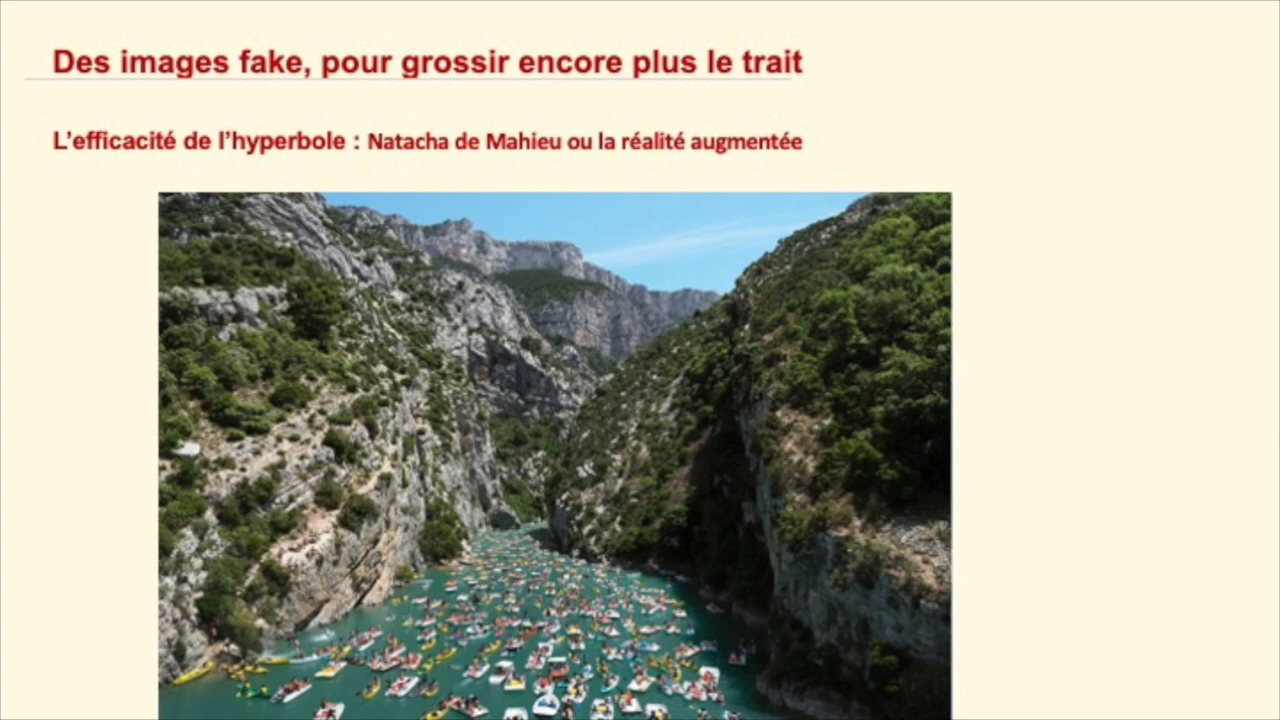 Des images fake, pour grossir encore plus le trait
L’efficacité de l’hyperbole : Natacha de Mahieu ou la réalité augmentée